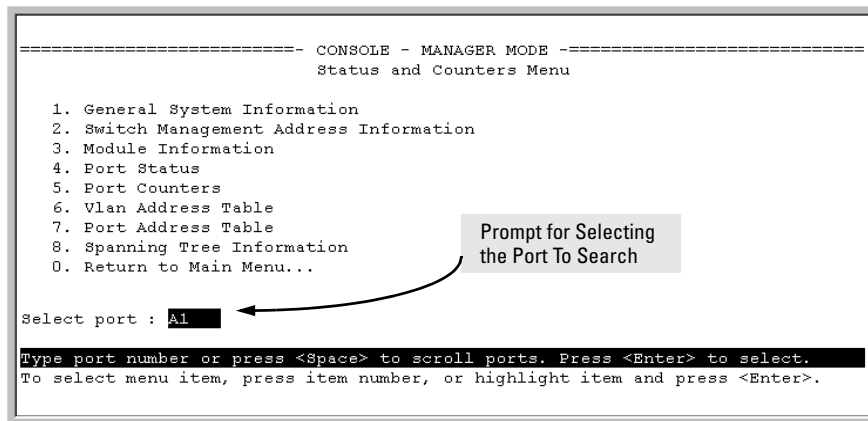 ==========================- CONSOLE - MANAGER MODE -============================
Status and Counters Menu
1. General System Information
2. Switch Management Address Information
3. Module Information
4. Port Status
5. Port Counters
6. Vlan Address Table
7. Port Address Table
8. Spanning Tree Information
0. Return to Main Menu...
Prompt for Selecting
the Port To Search
Select port : A1
Type port number or press <Space> to scroll ports. Press <Enter> to select.
To select menu item, press item number, or highlight item and press <Enter>.